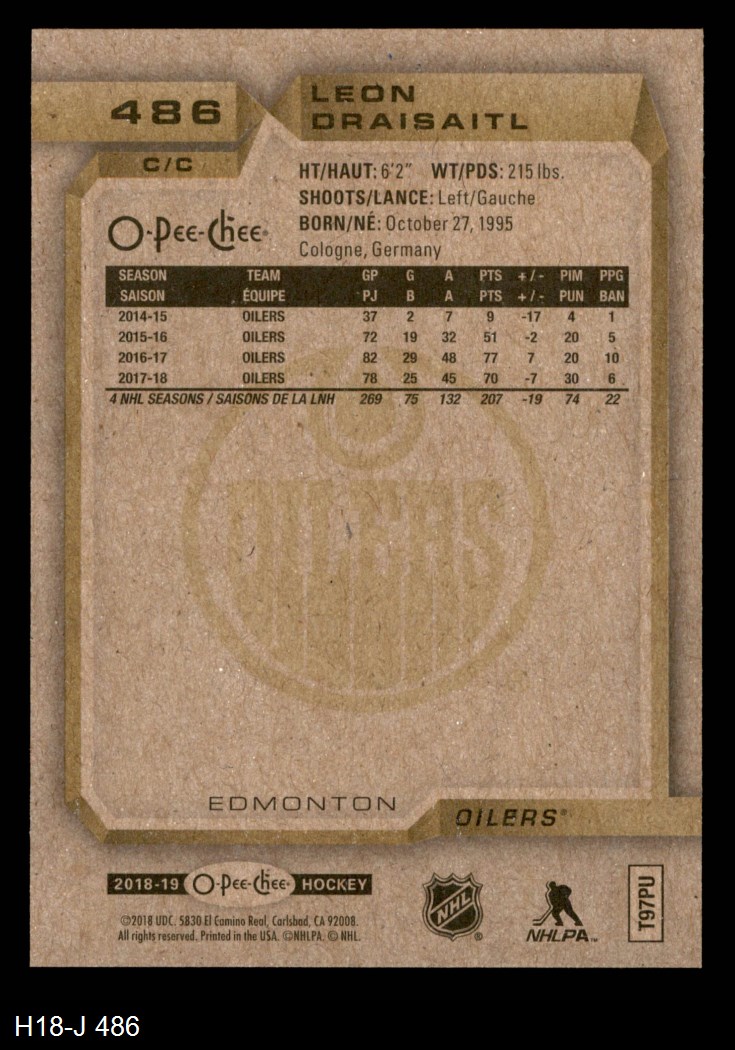 486
LEON
DRAISAITL
C/C
HT/HAUT: 6'2" WT/PDS: 215 lbs.
SHOOTS/LANCE: Left/Gauche
BORN/NÉ: October 27, 1995
Cologne, Germany
O-Pee-Chee®
SEASON TEAM GP G A PTS +/- PIM PPG
SAISON ÉQUIPE PJ B A PTS +/- PUN BAN
2014-15 OILERS 37 2 7 9 -17 4 1
2015-16 OILERS 72 19 32 51 -2 20 5
2016-17 OILERS 82 29 48 77 7 20 10
2017-18 OILERS 78 25 45 70 -7 30 6
4 NHL SEASONS / SAISONS DE LA LNH 269 75 132 207 -19 74 22
OILERS
EDMONTON
OILERS®
2018-19 O-Pee-Chee® HOCKEY
©2018 UDC. 5830 El Camino Real, Carlsbad, CA 92008.
All rights reserved. Printed in the USA. ©NHLPA. © NHL.
NHL®
NHLPA™
T97PU
H18-J 486